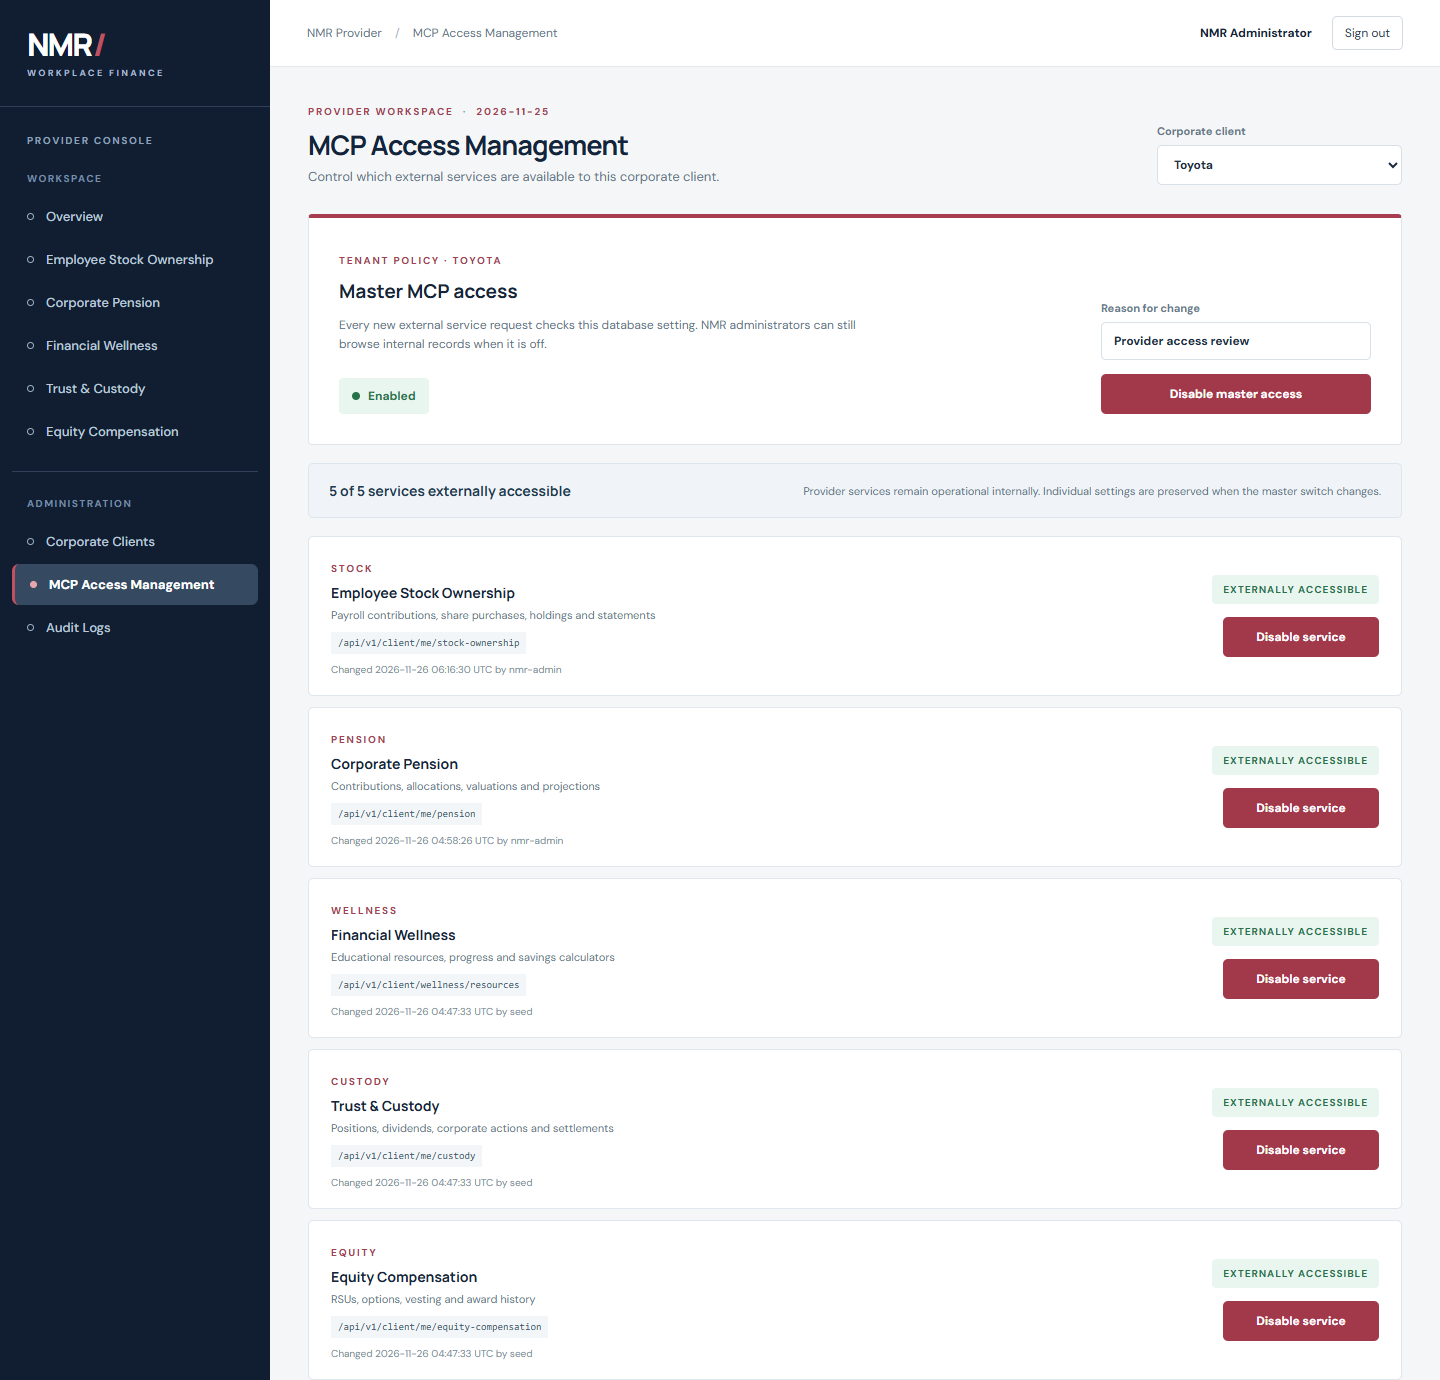 NMR/
WORKPLACE FINANCE
PROVIDER CONSOLE
WORKSPACE
Overview
Employee Stock Ownership
Corporate Pension
Financial Wellness
Trust & Custody
Equity Compensation
ADMINISTRATION
Corporate Clients
MCP Access Management
Audit Logs
NMR Provider / MCP Access Management
NMR Administrator
Sign out
PROVIDER WORKSPACE · 2026-11-25
MCP Access Management
Control which external services are available to this corporate client.
Corporate client
Toyota
TENANT POLICY · TOYOTA
Master MCP access
Every new external service request checks this database setting. NMR administrators can still
browse internal records when it is off.
Enabled
Reason for change
Provider access review
Disable master access
5 of 5 services externally accessible
Provider services remain operational internally. Individual settings are preserved when the master switch changes.
STOCK
Employee Stock Ownership
Payroll contributions, share purchases, holdings and statements
/api/v1/client/me/stock-ownership
Changed 2026-11-26 06:16:30 UTC by nmr-admin
EXTERNALLY ACCESSIBLE
Disable service
PENSION
Corporate Pension
Contributions, allocations, valuations and projections
/api/v1/client/me/pension
Changed 2026-11-26 04:58:26 UTC by nmr-admin
EXTERNALLY ACCESSIBLE
Disable service
WELLNESS
Financial Wellness
Educational resources, progress and savings calculators
/api/v1/client/wellness/resources
Changed 2026-11-26 04:47:33 UTC by seed
EXTERNALLY ACCESSIBLE
Disable service
CUSTODY
Trust & Custody
Positions, dividends, corporate actions and settlements
/api/v1/client/me/custody
Changed 2026-11-26 04:47:33 UTC by seed
EXTERNALLY ACCESSIBLE
Disable service
EQUITY
Equity Compensation
RSUs, options, vesting and award history
/api/v1/client/me/equity-compensation
Changed 2026-11-26 04:47:33 UTC by seed
EXTERNALLY ACCESSIBLE
Disable service